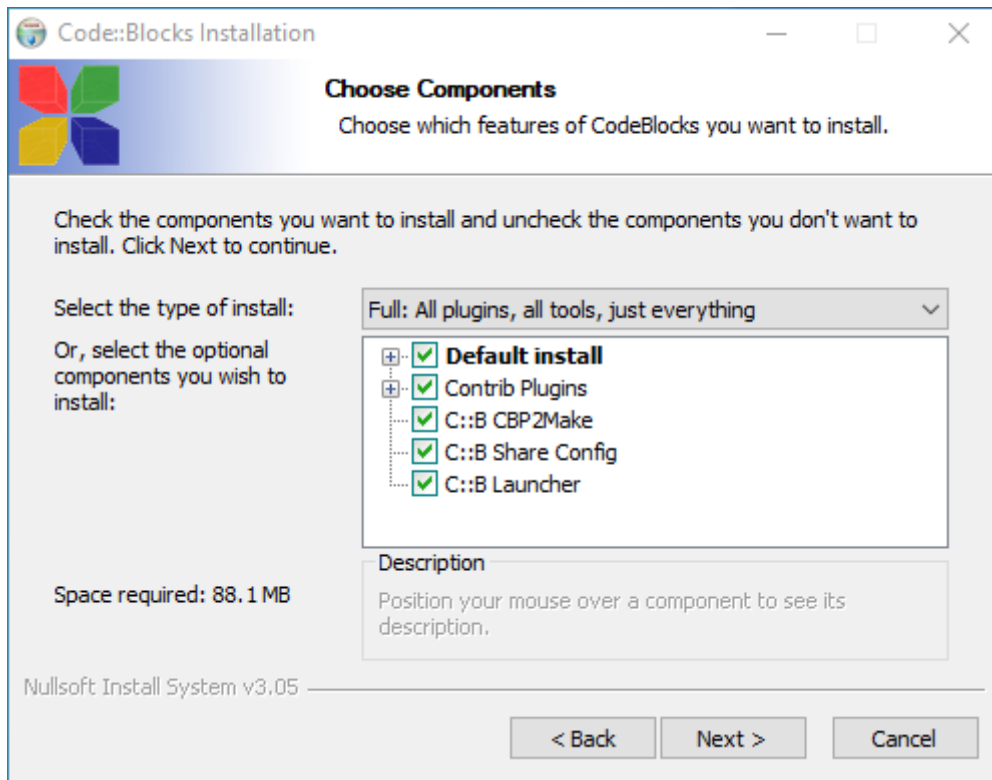 Code::Blocks Installation
Choose Components
Choose which features of CodeBlocks you want to install.
Check the components you want to install and uncheck the components you don't want to
install. Click Next to continue.
Select the type of install:
Full: All plugins, all tools, just everything
Or, select the optional
components you wish to
install:
Default install
Contrib Plugins
C::B CBP2Make
C::B Share Config
C::B Launcher
Space required: 88.1 MB
Description
Position your mouse over a component to see its
description.
Nullsoft Install System v3.05
< Back
Next >
Cancel